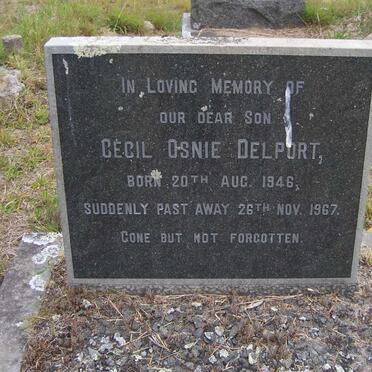 IN LOVING MEMORY OF
OUR DEAR SON
CECIL OSNIE DELPORT,
BORN 20TH AUG. 1946,
SUDDENLY PAST AWAY 26TH NOV. 1967.
GONE BUT NOT FORGOTTEN.